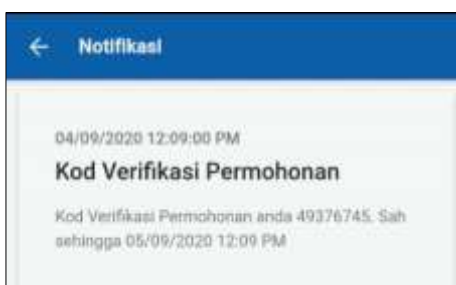 Notifikasi
04/09/2020 12:09:00 PM
Kod Verifikasi Permohonan
Kod Verifikasi Permohonan anda 49376745. Sah
sehingga 05/09/2020 12:09 PM